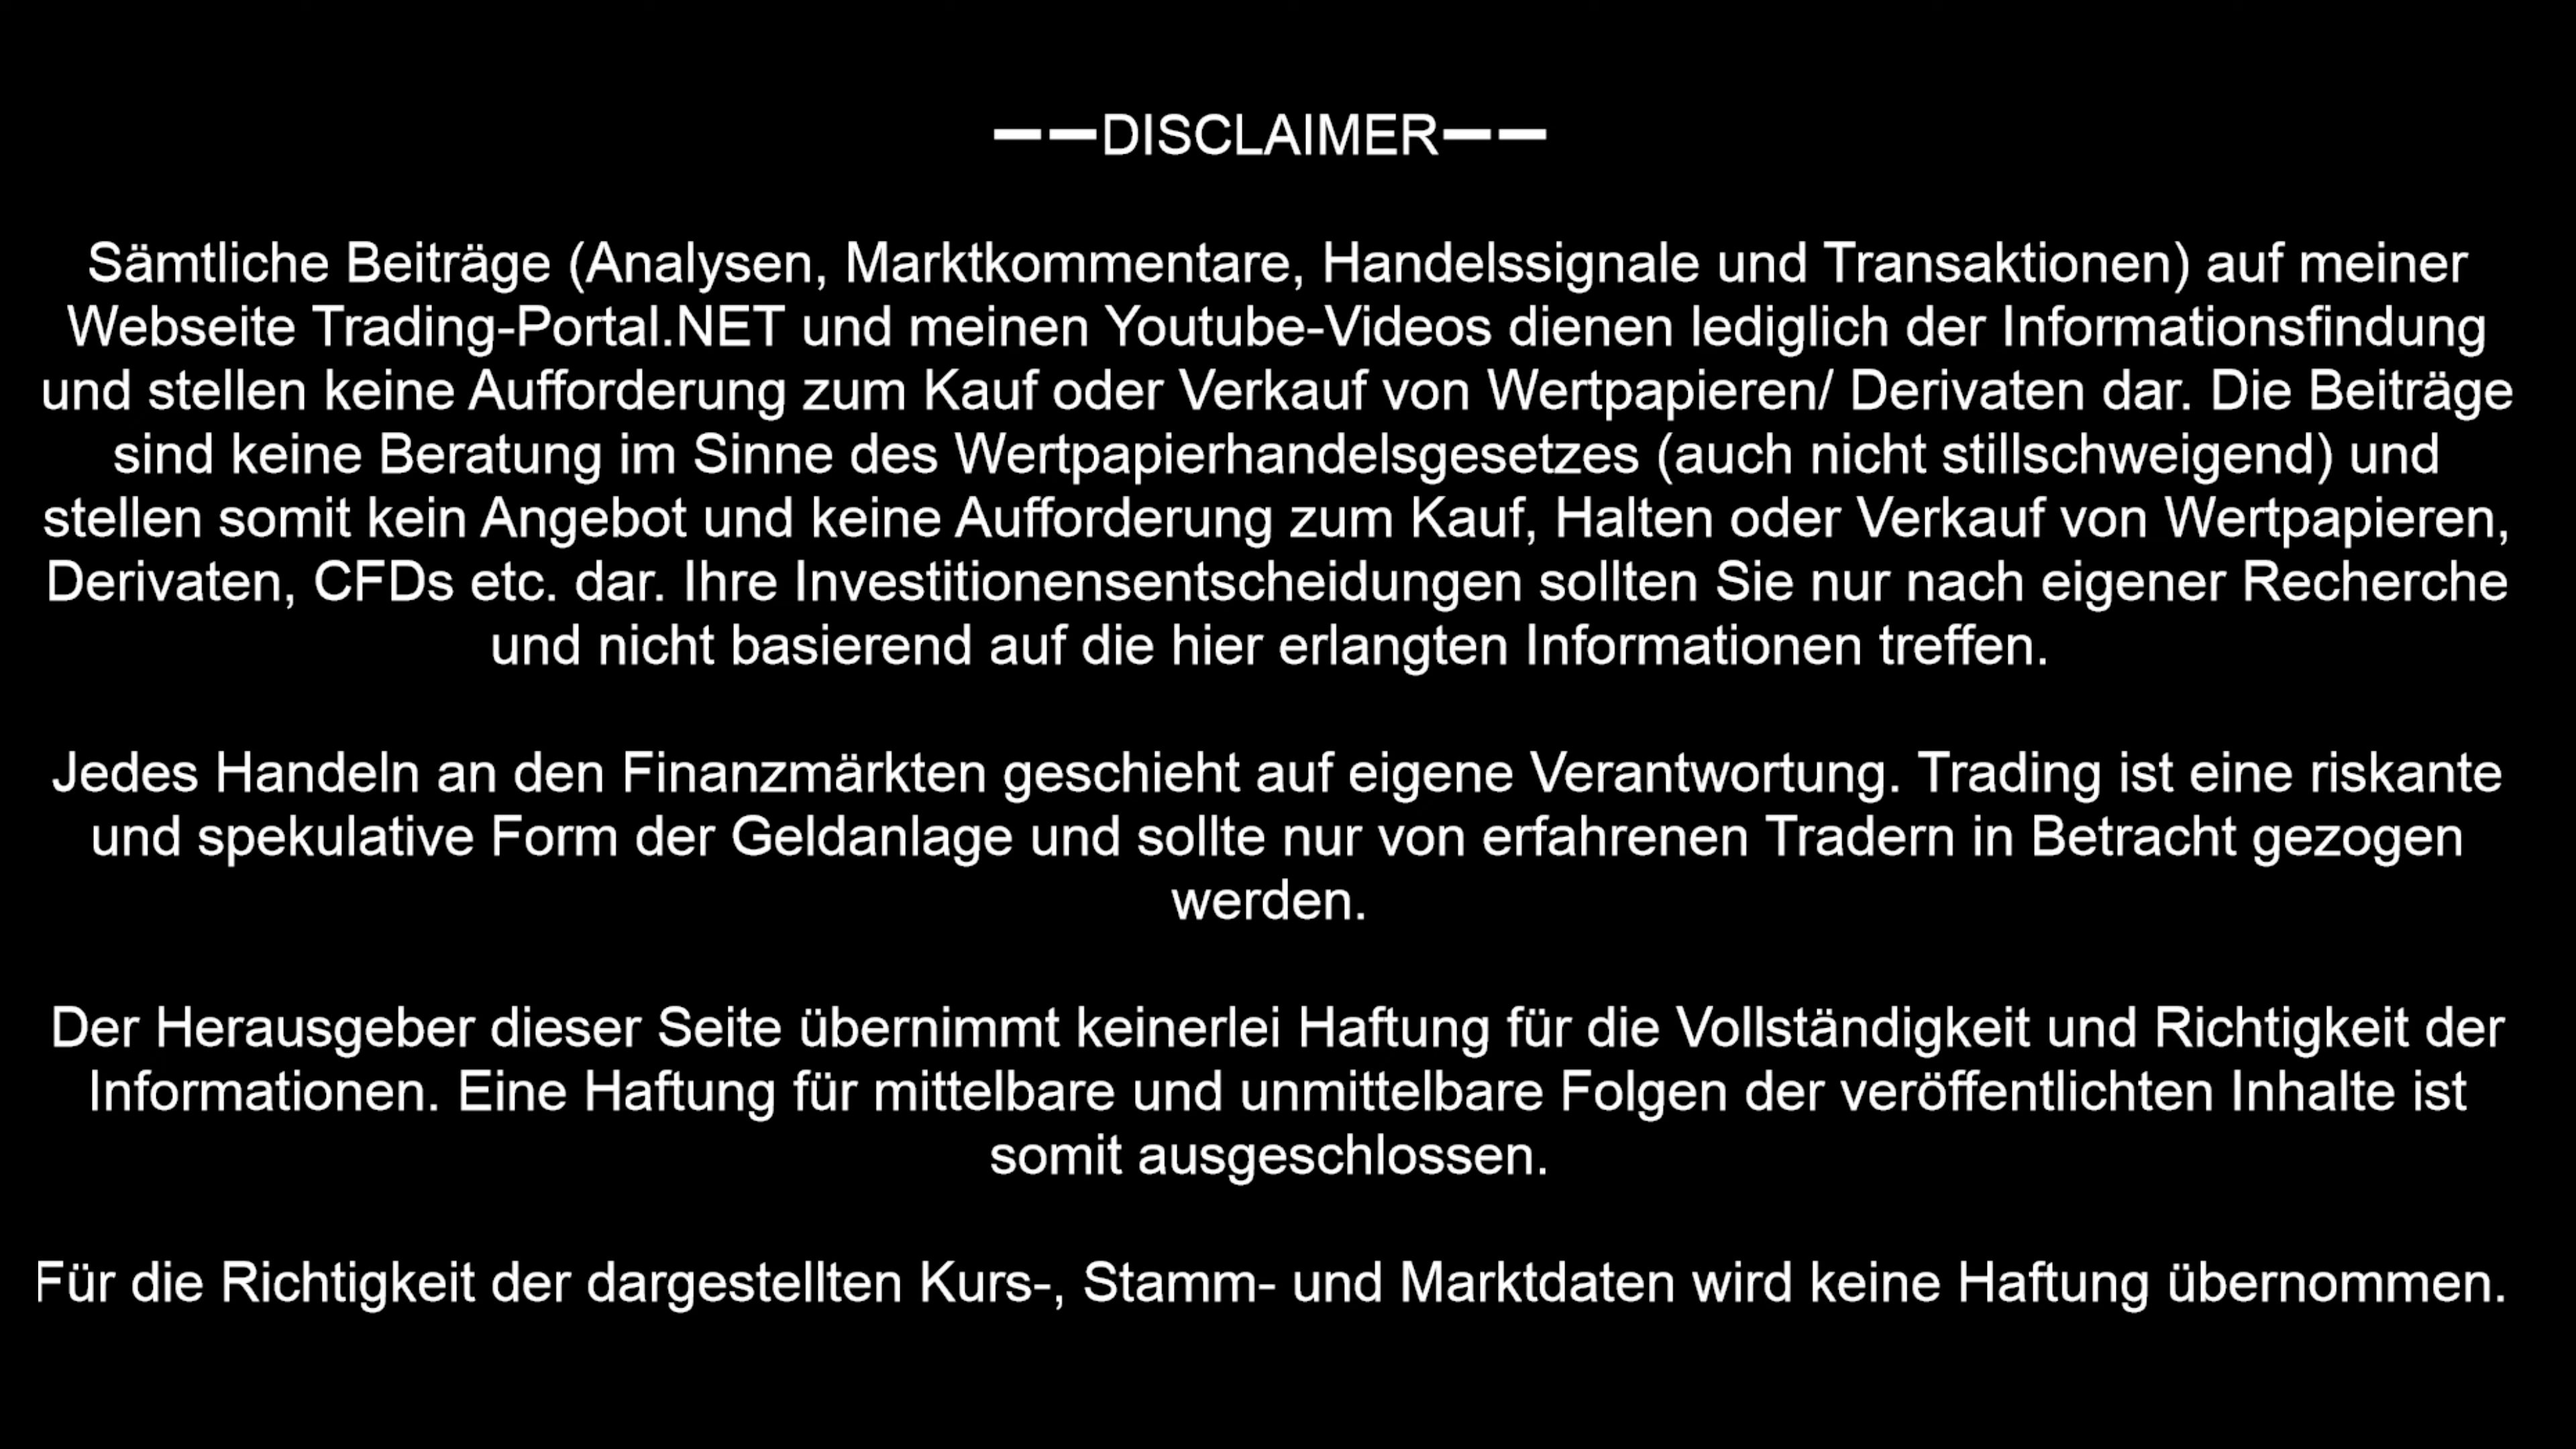 ——DISCLAIMER——
Sämtliche Beiträge (Analysen, Marktkommentare, Handelssignale und Transaktionen) auf meiner
Webseite Trading-Portal.NET und meinen Youtube-Videos dienen lediglich der Informationsfindung
und stellen keine Aufforderung zum Kauf oder Verkauf von Wertpapieren/ Derivaten dar. Die Beiträge
sind keine Beratung im Sinne des Wertpapierhandelsgesetzes (auch nicht stillschweigend) und
stellen somit kein Angebot und keine Aufforderung zum Kauf, Halten oder Verkauf von Wertpapieren,
Derivaten, CFDs etc. dar. Ihre Investitionensentscheidungen sollten Sie nur nach eigener Recherche
und nicht basierend auf die hier erlangten Informationen treffen.
Jedes Handeln an den Finanzmärkten geschieht auf eigene Verantwortung. Trading ist eine riskante
und spekulative Form der Geldanlage und sollte nur von erfahrenen Tradern in Betracht gezogen
werden.
Der Herausgeber dieser Seite übernimmt keinerlei Haftung für die Vollständigkeit und Richtigkeit der
Informationen. Eine Haftung für mittelbare und unmittelbare Folgen der veröffentlichten Inhalte ist
somit ausgeschlossen.
Für die Richtigkeit der dargestellten Kurs-, Stamm- und Marktdaten wird keine Haftung übernommen.